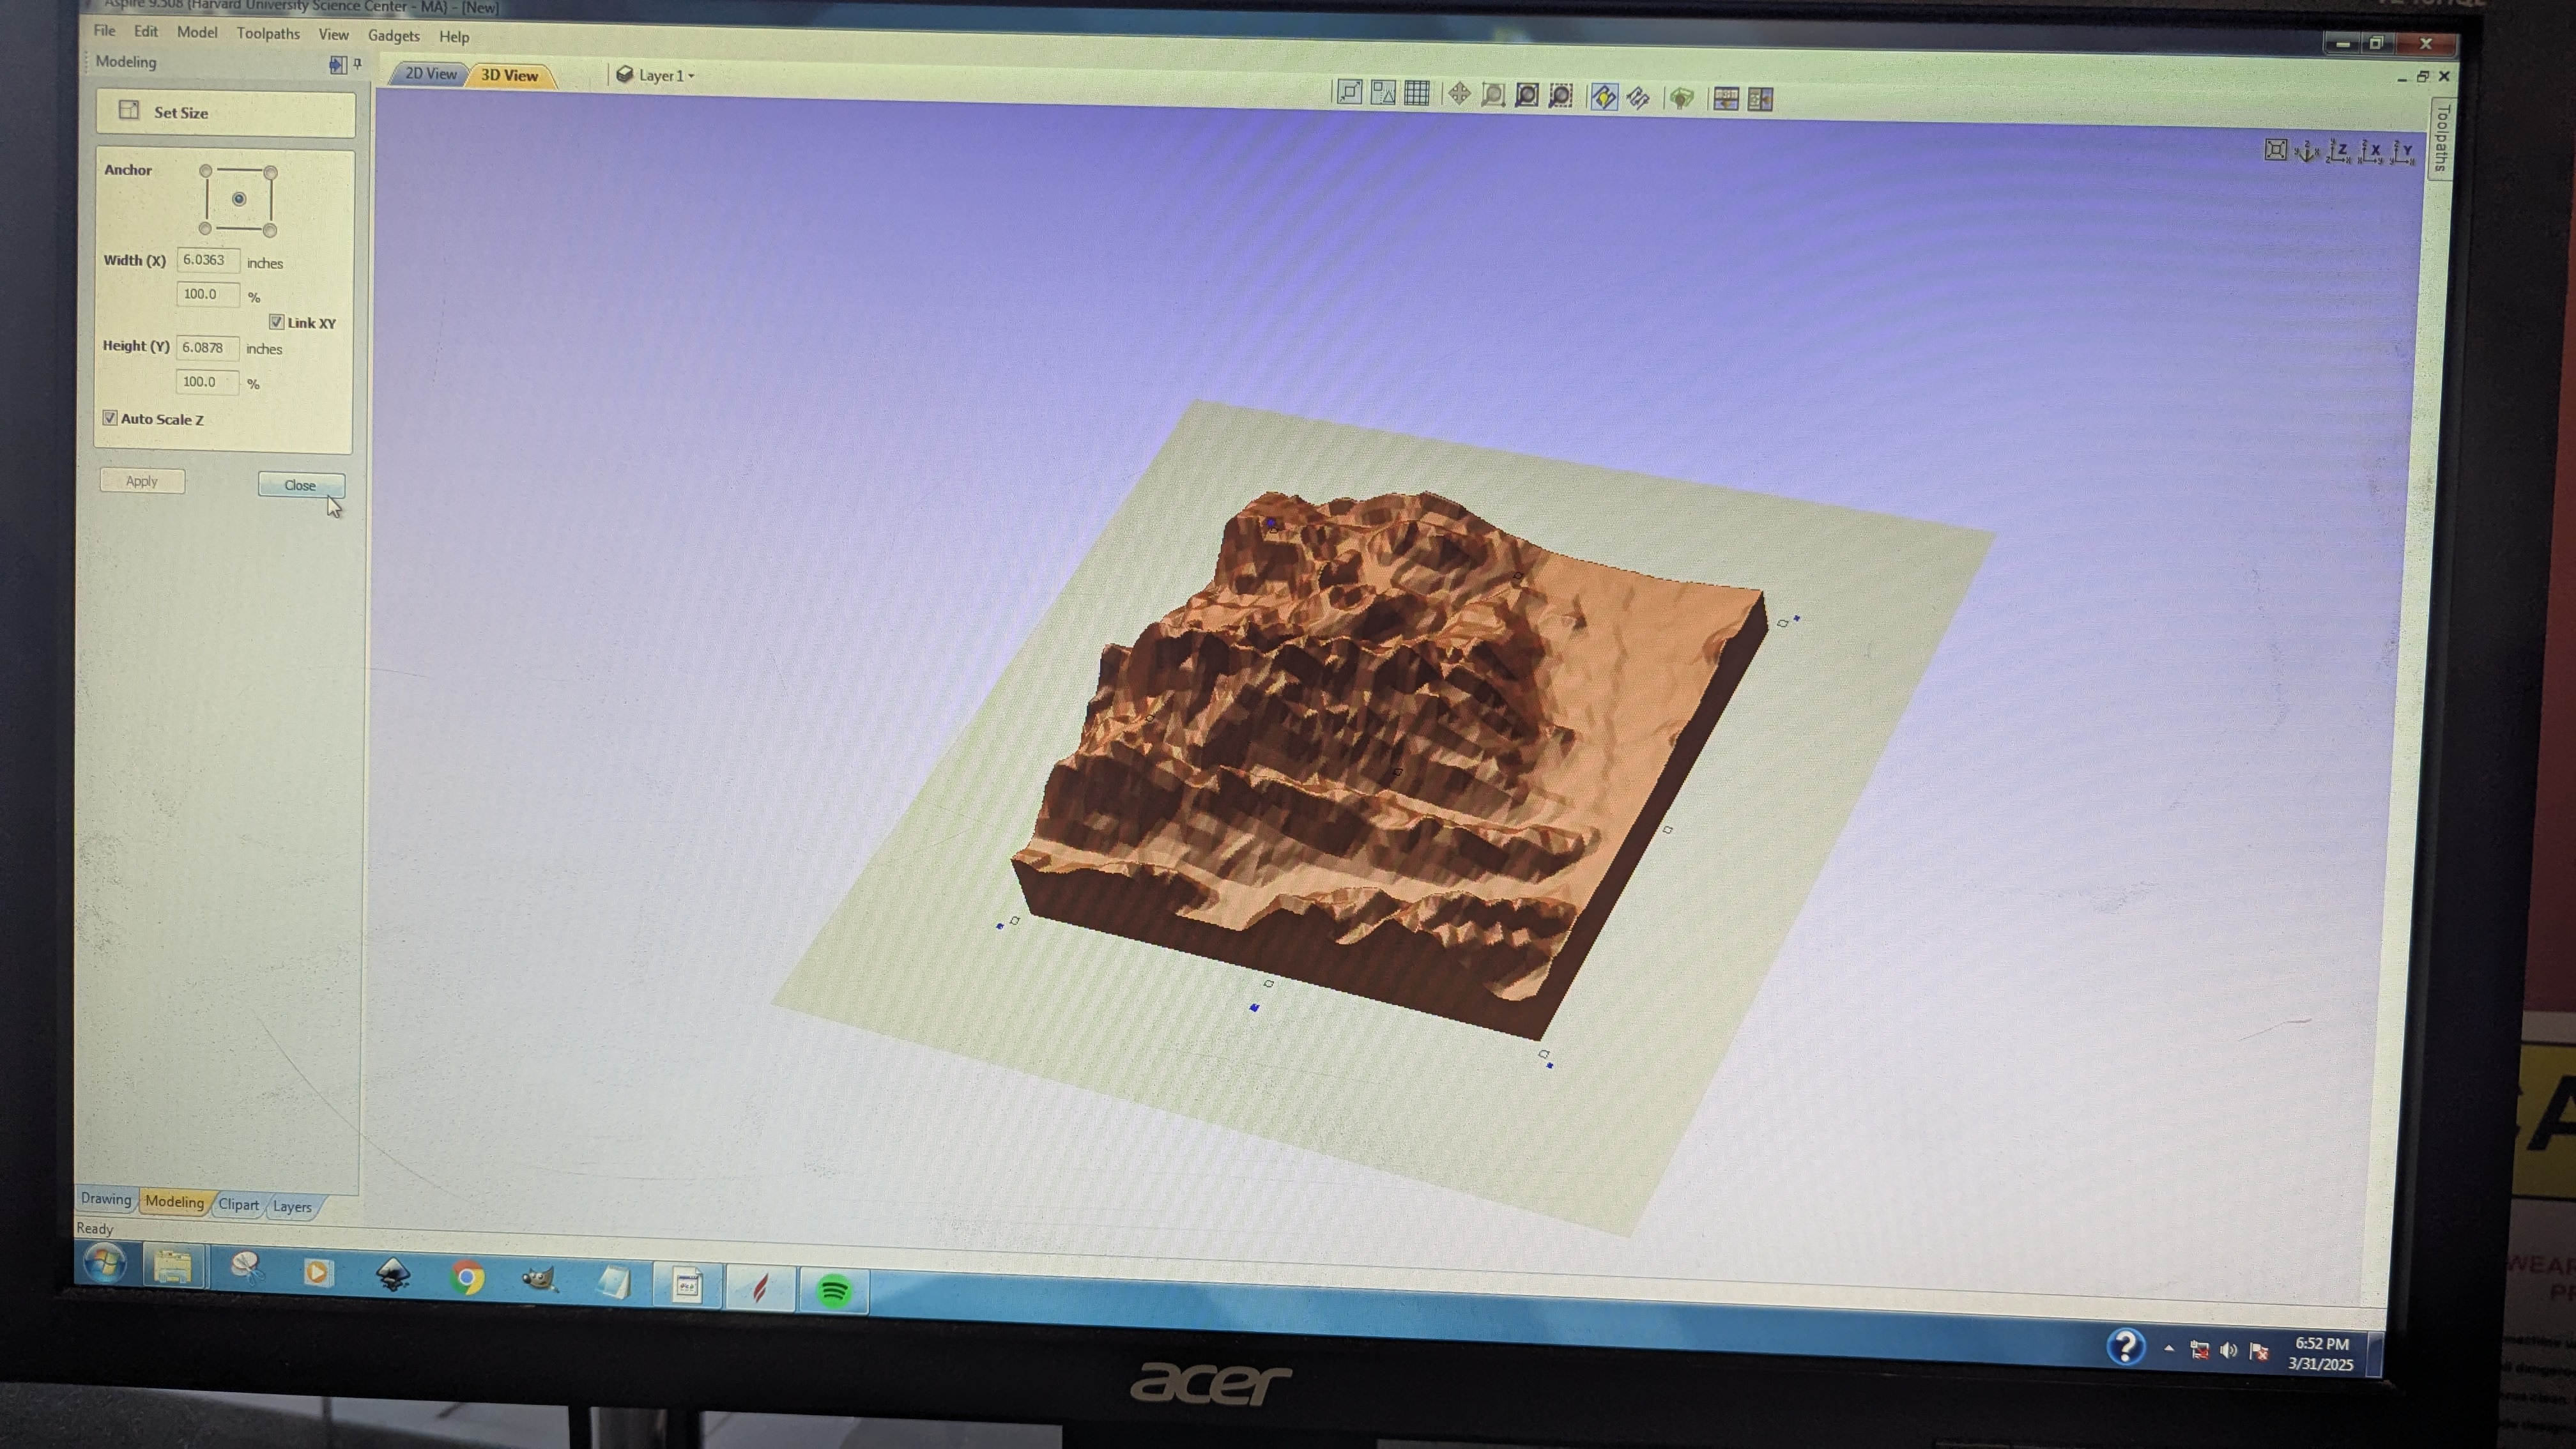 Aspire 9.508 {Harvard University Science Center - MA} - [New]
File Edit Model Toolpaths View Gadgets Help
Modeling
2D View 3D View Layer 1
Set Size
Toolpaths
Z X Y
Anchor
Width (X) 6.0363 inches
100.0 %
Link XY
Height (Y) 6.0878 inches
100.0 %
Auto Scale Z
Apply Close
Drawing Modeling Clipart Layers
Ready
6:52 PM
3/31/2025
acer